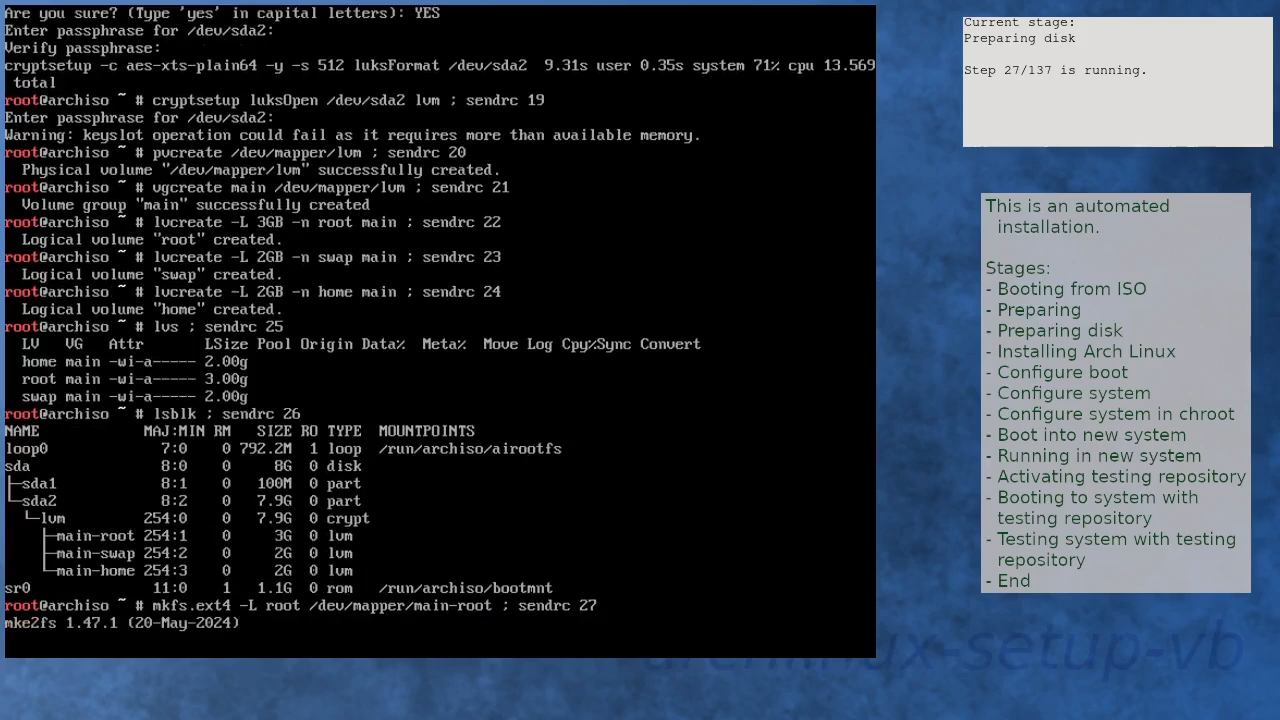 Are you sure? (Type 'yes' in capital letters): YES
Enter passphrase for /dev/sda2:
Verify passphrase:
cryptsetup -c aes-xts-plain64 -y -s 512 luksFormat /dev/sda2  9.31s user 0.35s system 71% cpu 13.569
 total
root@archiso ~ # cryptsetup luksOpen /dev/sda2 lvm ; sendrc 19
Enter passphrase for /dev/sda2:
Warning: keyslot operation could fail as it requires more than available memory.
root@archiso ~ # pvcreate /dev/mapper/lvm ; sendrc 20
  Physical volume "/dev/mapper/lvm" successfully created.
root@archiso ~ # vgcreate main /dev/mapper/lvm ; sendrc 21
  Volume group "main" successfully created
root@archiso ~ # lvcreate -L 3GB -n root main ; sendrc 22
  Logical volume "root" created.
root@archiso ~ # lvcreate -L 2GB -n swap main ; sendrc 23
  Logical volume "swap" created.
root@archiso ~ # lvcreate -L 2GB -n home main ; sendrc 24
  Logical volume "home" created.
root@archiso ~ # lvs ; sendrc 25
  LV   VG   Attr       LSize Pool Origin Data%  Meta%  Move Log Cpy%Sync Convert
  home main -wi-a----- 2.00g
  root main -wi-a----- 3.00g
  swap main -wi-a----- 2.00g
root@archiso ~ # lsblk ; sendrc 26
NAME            MAJ:MIN RM   SIZE RO TYPE  MOUNTPOINTS
loop0             7:0    0 792.2M  1 loop  /run/archiso/airootfs
sda               8:0    0     8G  0 disk
├─sda1            8:1    0   100M  0 part
└─sda2            8:2    0   7.9G  0 part
  └─lvm         254:0    0   7.9G  0 crypt
    ├─main-root 254:1    0     3G  0 lvm
    ├─main-swap 254:2    0     2G  0 lvm
    └─main-home 254:3    0     2G  0 lvm
sr0              11:0    1   1.1G  0 rom   /run/archiso/bootmnt
root@archiso ~ # mkfs.ext4 -L root /dev/mapper/main-root ; sendrc 27
mke2fs 1.47.1 (20-May-2024)
Current stage:
Preparing disk
Step 27/137 is running.
This is an automated
installation.
Stages:
- Booting from ISO
- Preparing
- Preparing disk
- Installing Arch Linux
- Configure boot
- Configure system
- Configure system in chroot
- Boot into new system
- Running in new system
- Activating testing repository
- Booting to system with
testing repository
- Testing system with testing
repository
- End